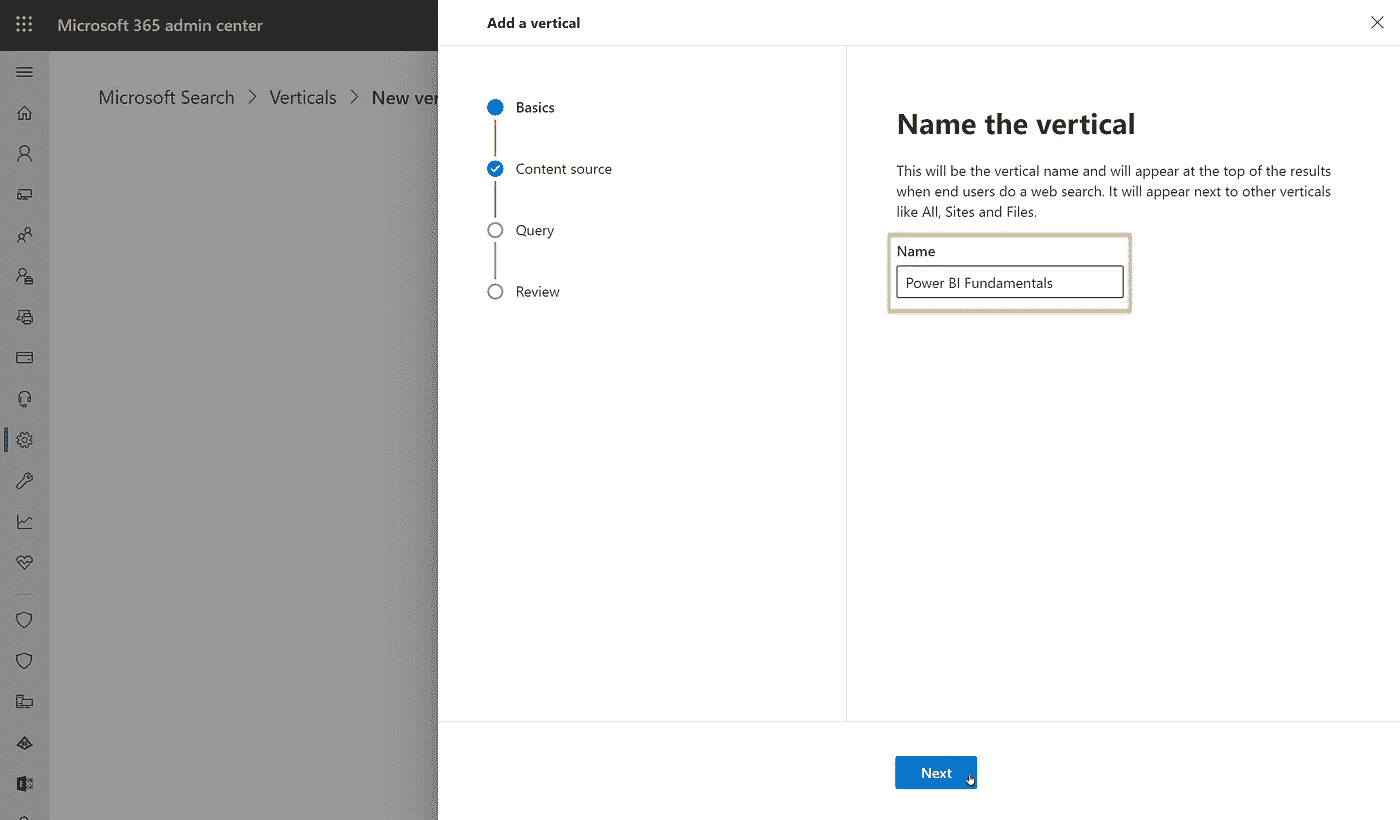 Microsoft 365 admin center
Microsoft Search > Verticals > New ver
Add a vertical
Basics
Content source
Query
Review
Name the vertical
This will be the vertical name and will appear at the top of the results
when end users do a web search. It will appear next to other verticals
like All, Sites and Files.
Name
Power BI Fundamentals
Next